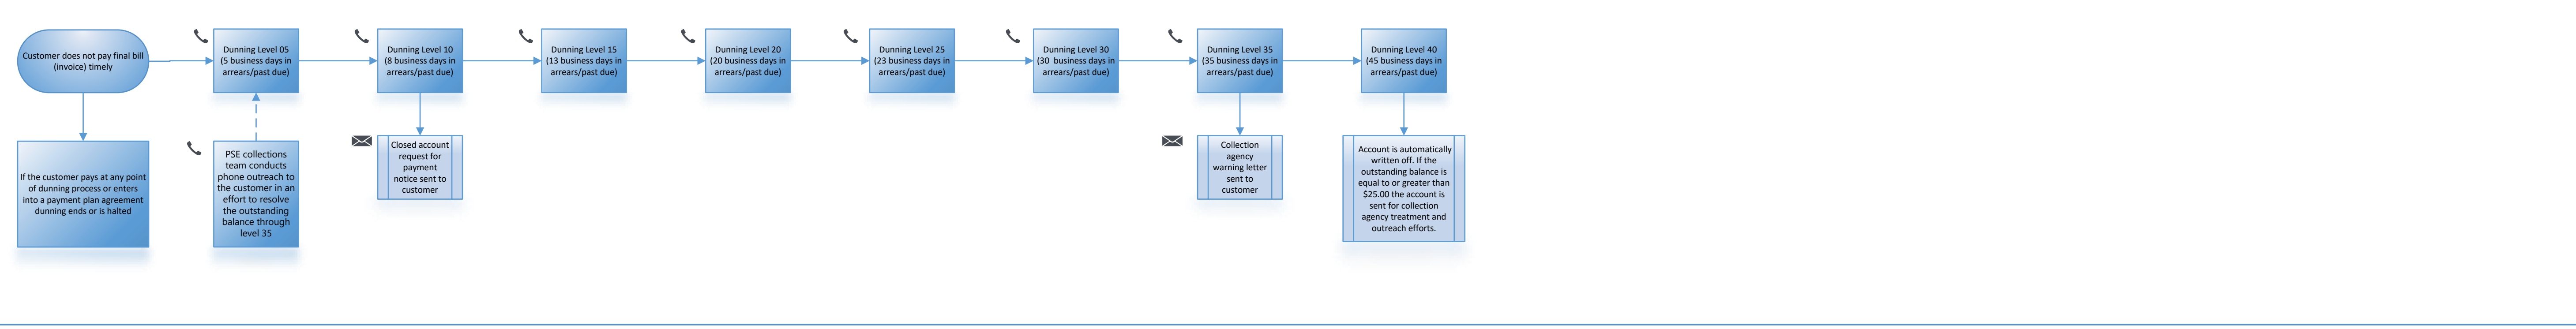 Customer does not pay final bill
(invoice) timely
Dunning Level 05
(5 business days in
arrears/past due)
Dunning Level 10
(8 business days in
arrears/past due)
Dunning Level 15
(13 business days in
arrears/past due)
Dunning Level 20
(20 business days in
arrears/past due)
Dunning Level 25
(23 business days in
arrears/past due)
Dunning Level 30
(30 business days in
arrears/past due)
Dunning Level 35
(35 business days in
arrears/past due)
Dunning Level 40
(45 business days in
arrears/past due)
If the customer pays at any point
of dunning process or enters
into a payment plan agreement
dunning ends or is halted
PSE collections
team conducts
phone outreach to
the customer in an
effort to resolve
the outstanding
balance through
level 35
Closed account
request for
payment
notice sent to
customer
Collection
agency
warning letter
sent to
customer
Account is automatically
written off. If the
outstanding balance is
equal to or greater than
$25.00 the account is
sent for collection
agency treatment and
outreach efforts.